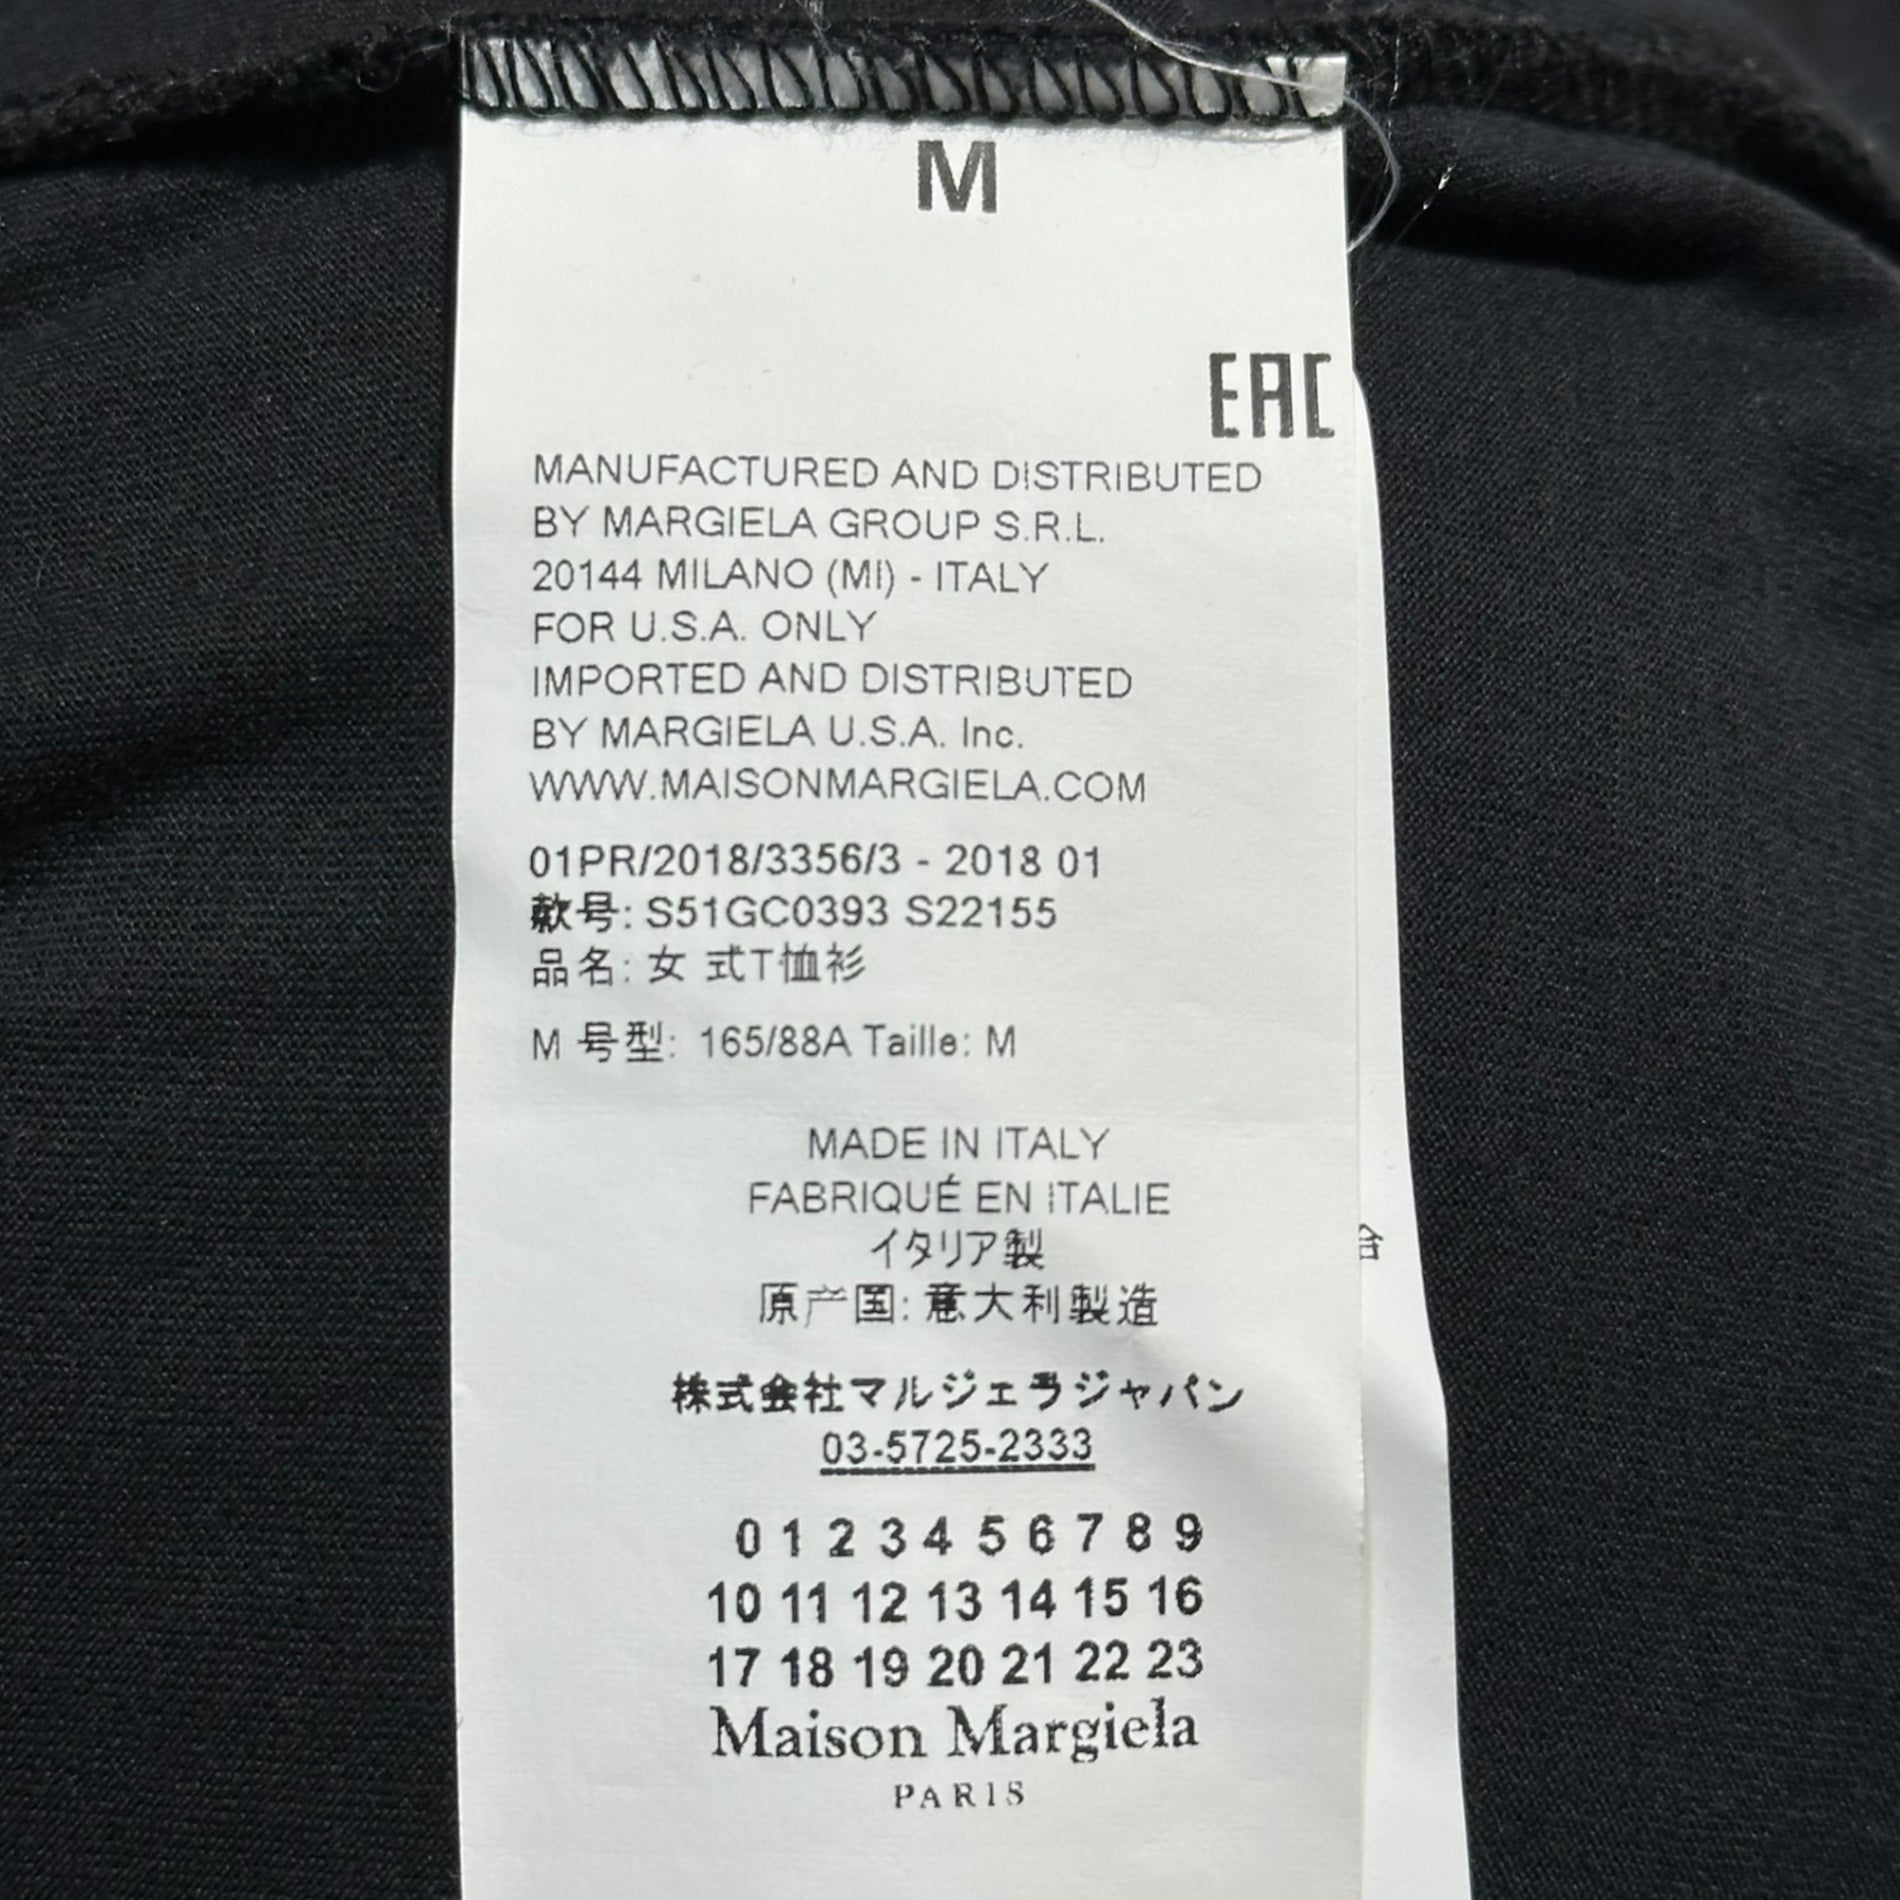 M
EAC
MANUFACTURED AND DISTRIBUTED
BY MARGIELA GROUP S.R.L.
20144 MILANO (MI) - ITALY
FOR U.S.A. ONLY
IMPORTED AND DISTRIBUTED
BY MARGIELA U.S.A. Inc.
WWW.MAISONMARGIELA.COM
01PR/2018/3356/3 - 2018 01
款号: S51GC0393 S22155
品名: 女 式T恤衫
M 号型: 165/88A Taille: M
MADE IN ITALY
FABRIQUÉ EN ITALIE
イタリア製
原产国: 意大利製造
株式会社マルジェラジャパン
03-5725-2333
0 1 2 3 4 5 6 7 8 9
10 11 12 13 14 15 16
17 18 19 20 21 22 23
Maison Margiela
PARIS